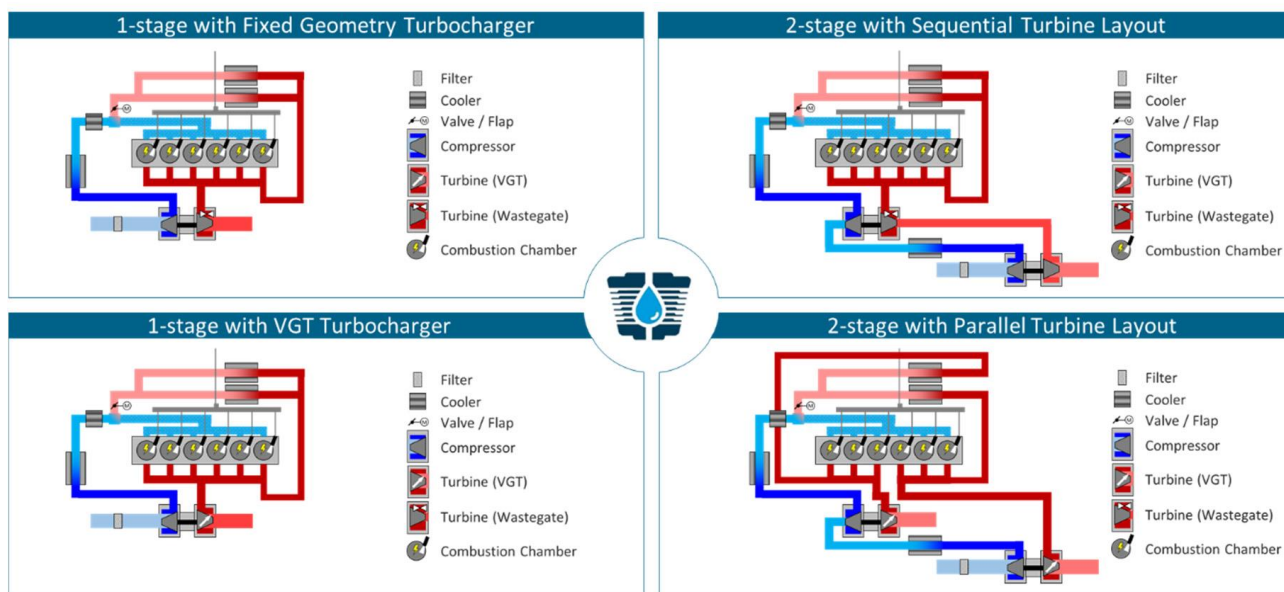 1-stage with Fixed Geometry Turbocharger
Filter
Cooler
M
Valve / Flap
Compressor
Turbine (VGT)
Turbine (Wastegate)
Combustion Chamber
M
2-stage with Sequential Turbine Layout
Filter
Cooler
M
Valve / Flap
Compressor
Turbine (VGT)
Turbine (Wastegate)
Combustion Chamber
M
1-stage with VGT Turbocharger
Filter
Cooler
M
Valve / Flap
Compressor
Turbine (VGT)
Turbine (Wastegate)
Combustion Chamber
M
2-stage with Parallel Turbine Layout
Filter
Cooler
M
Valve / Flap
Compressor
Turbine (VGT)
Turbine (Wastegate)
Combustion Chamber
M